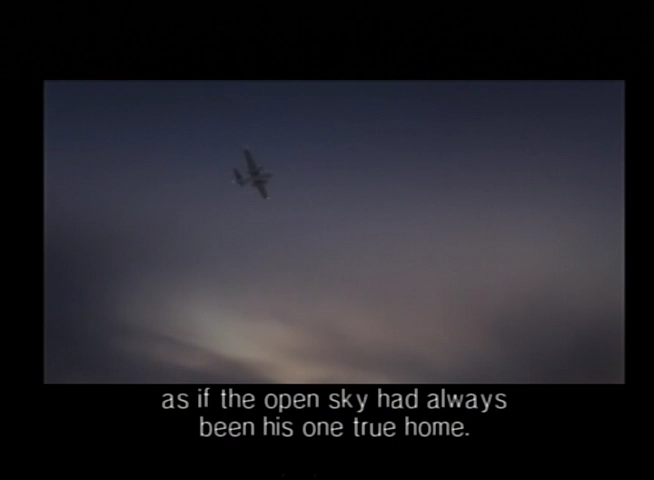 as if the open sky had always
been his one true home.